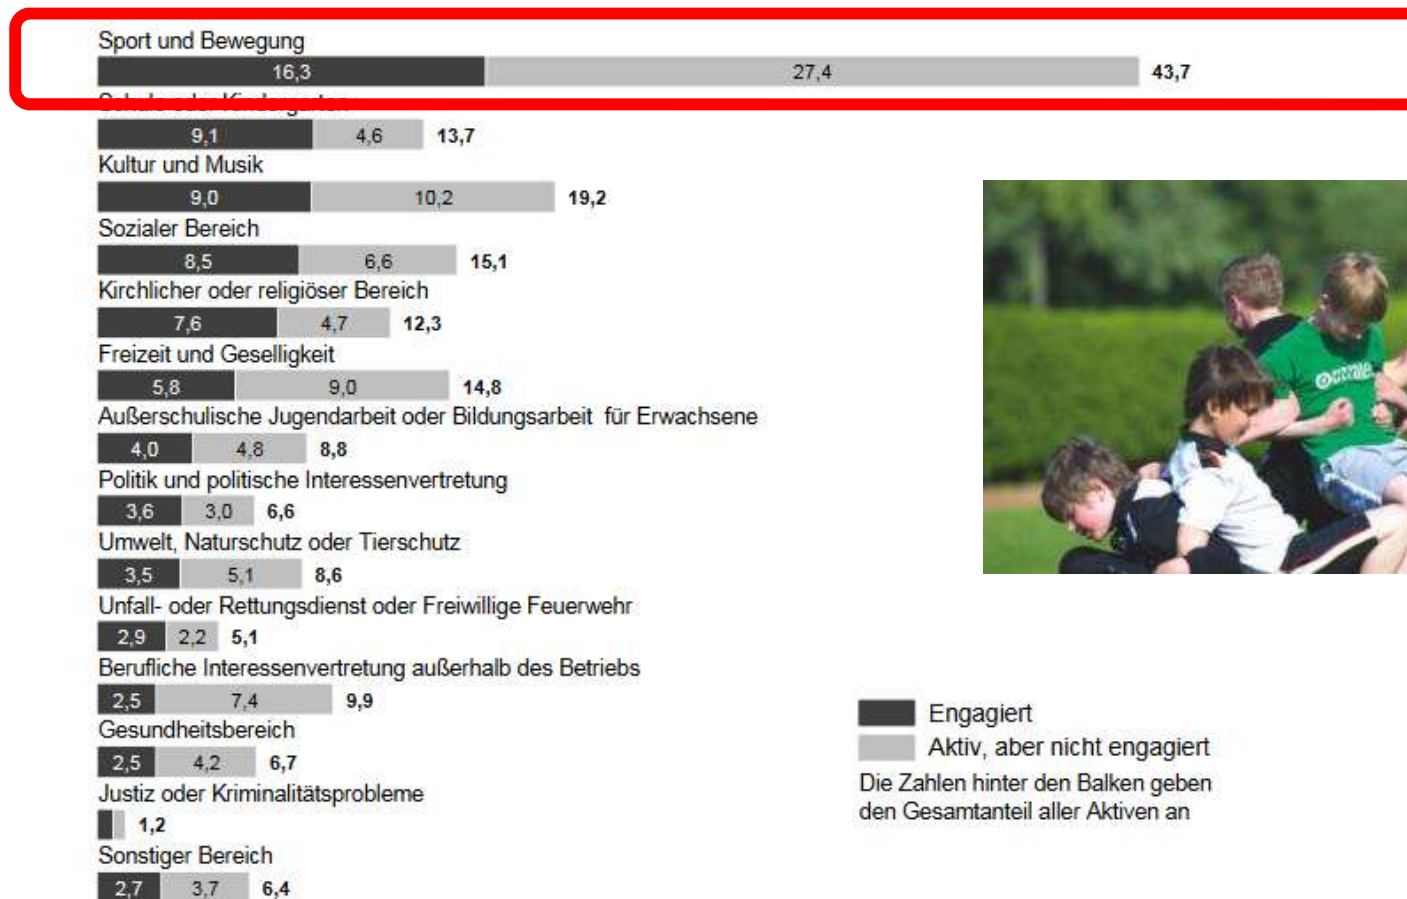 Sport und Bewegung
16,3 27,4 43,7
Schule oder Kindergarten
9,1 4,6 13,7
Kultur und Musik
9,0 10,2 19,2
Sozialer Bereich
8,5 6,6 15,1
Kirchlicher oder religiöser Bereich
7,6 4,7 12,3
Freizeit und Geselligkeit
5,8 9,0 14,8
Außerschulische Jugendarbeit oder Bildungsarbeit für Erwachsene
4,0 4,8 8,8
Politik und politische Interessenvertretung
3,6 3,0 6,6
Umwelt, Naturschutz oder Tierschutz
3,5 5,1 8,6
Unfall- oder Rettungsdienst oder Freiwillige Feuerwehr
2,9 2,2 5,1
Berufliche Interessenvertretung außerhalb des Betriebs
2,5 7,4 9,9
Gesundheitsbereich
2,5 4,2 6,7
Justiz oder Kriminalitätsprobleme
1,2
Sonstiger Bereich
2,7 3,7 6,4
Engagiert
Aktiv, aber nicht engagiert
Die Zahlen hinter den Balken geben
den Gesamtanteil aller Aktiven an